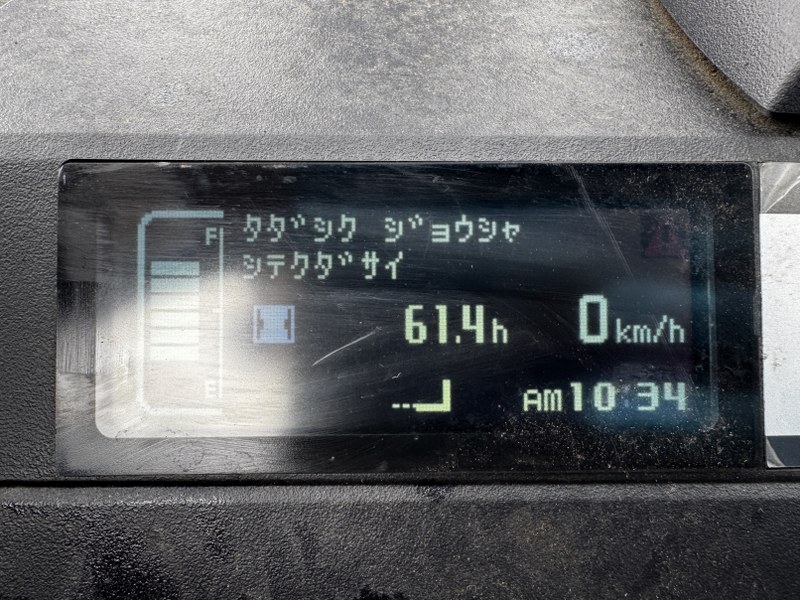 F
タダシク ジョウシャ
シテクダサイ
61.4h
0km/h
E
AM10:34